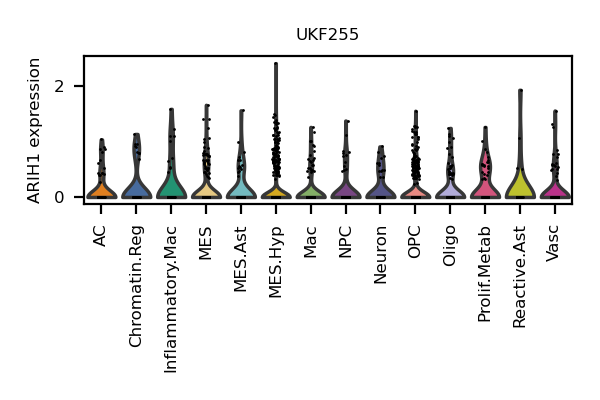 UKF255
ARIH1 expression
2
0
AC
Chromatin.Reg
Inflammatory.Mac
MES
MES.Ast
MES.Hyp
Mac
NPC
Neuron
OPC
Oligo
Prolif.Metab
Reactive.Ast
Vasc